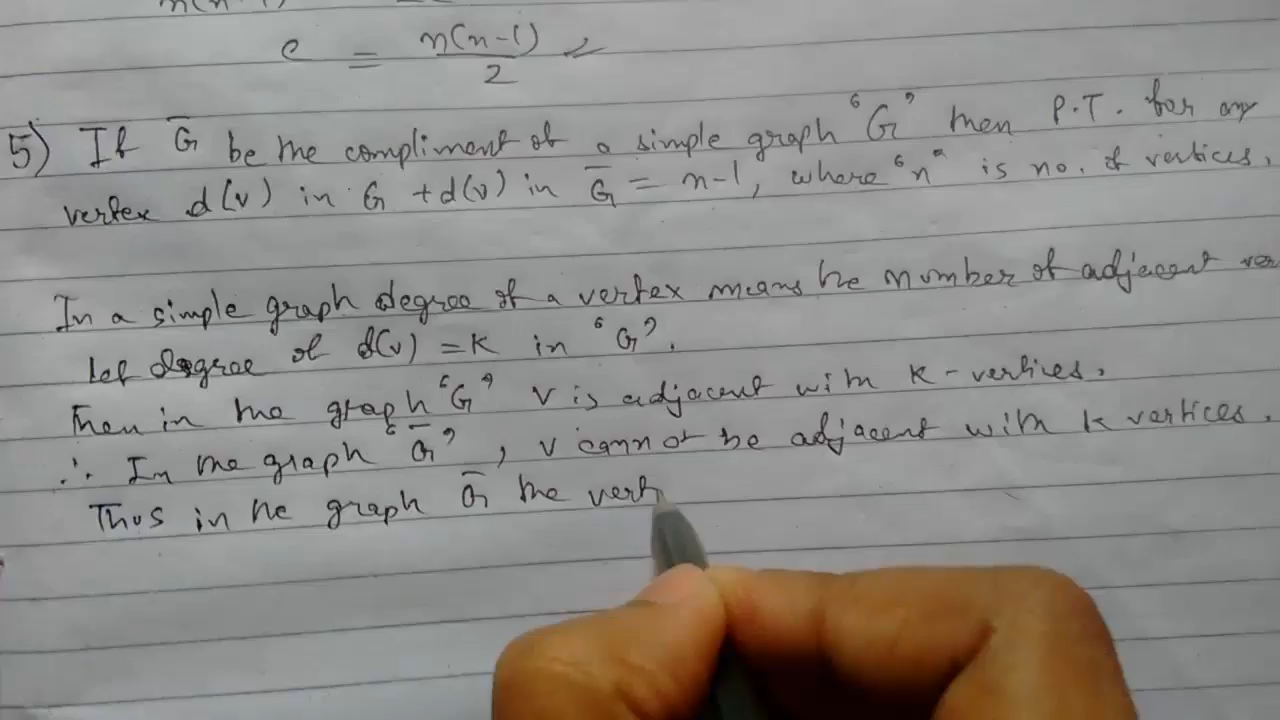 e = n(n-1)/2
5) If G̅ be the compliment of a simple graph "G" then P.T. for any
vertex d(v) in G + d(v) in G̅ = n-1, where "n" is no. of vertices.
In a simple graph degree of a vertex means the number of adjacent ver
Let degree of d(v) = K in "G".
Then in the graph "G" V is adjacent with K-vertices.
∴ In the graph "G̅", v cannot be adjacent with K vertices.
Thus in the graph G̅ the vert